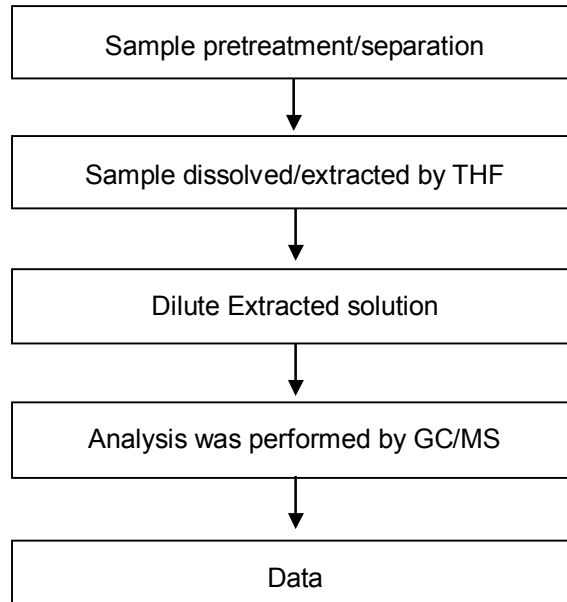 Sample pretreatment/separation
Sample dissolved/extracted by THF
Dilute Extracted solution
Analysis was performed by GC/MS
Data